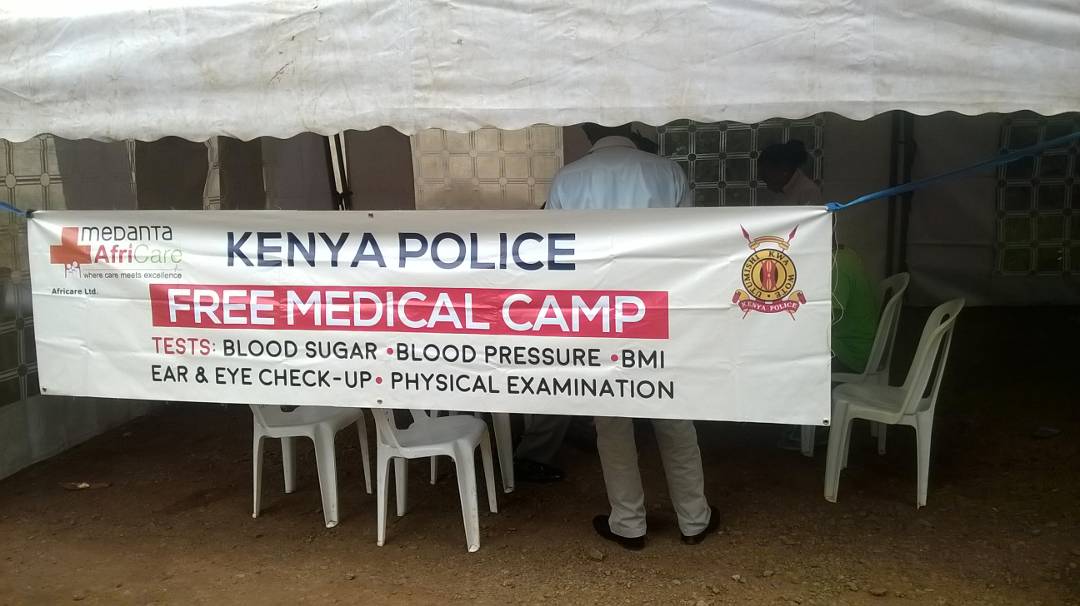 medanta
AfriCare
where care meets excellence
Africare Ltd.
KENYA POLICE
FREE MEDICAL CAMP
TESTS: BLOOD SUGAR •BLOOD PRESSURE •BMI
EAR & EYE CHECK-UP• PHYSICAL EXAMINATION
UTUMISHI KWA WOTE
KENYA POLICE